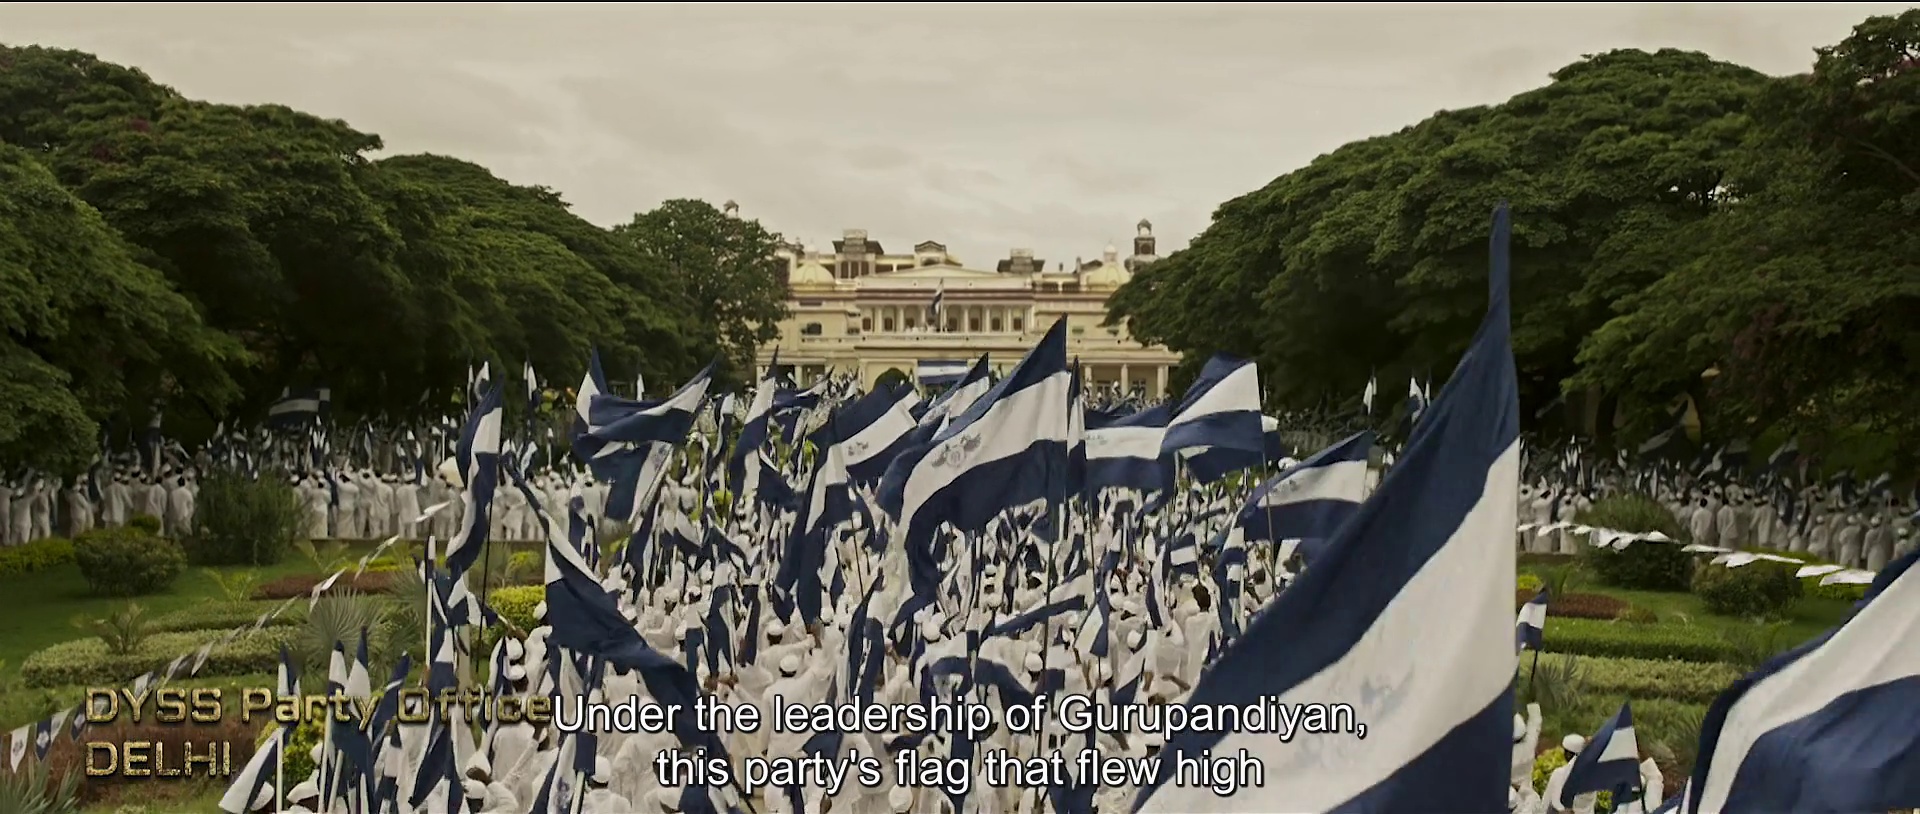 DYSS Party Office
DELHI
Under the leadership of Gurupandiyan,
this party's flag that flew high